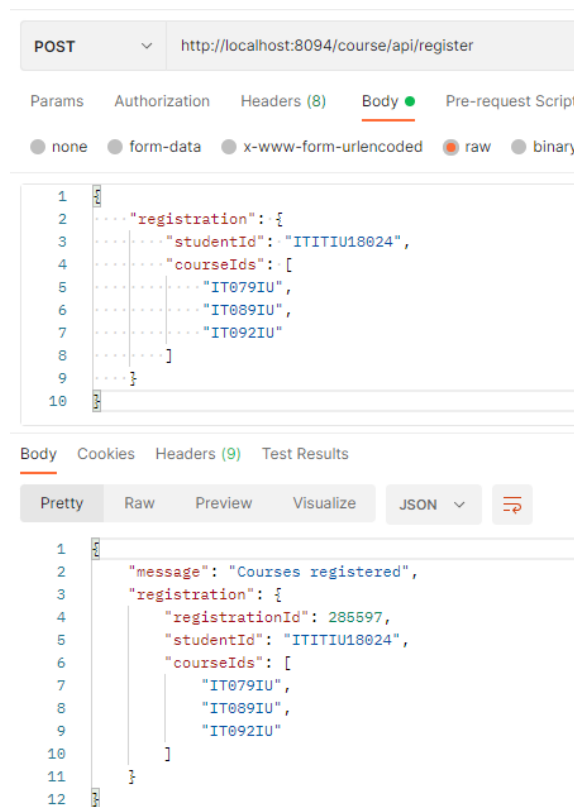 POST http://localhost:8094/course/api/register
Params Authorization Headers (8) Body Pre-request Script
none form-data x-www-form-urlencoded raw binary
1 {
2 "registration": {
3 "studentId": "ITITIU18024",
4 "courseIds": [
5 "IT079IU",
6 "IT089IU",
7 "IT092IU"
8 ]
9 }
10 }
Body Cookies Headers (9) Test Results
Pretty Raw Preview Visualize JSON
1 {
2 "message": "Courses registered",
3 "registration": {
4 "registrationId": 285597,
5 "studentId": "ITITIU18024",
6 "courseIds": [
7 "IT079IU",
8 "IT089IU",
9 "IT092IU"
10 ]
11 }
12 }